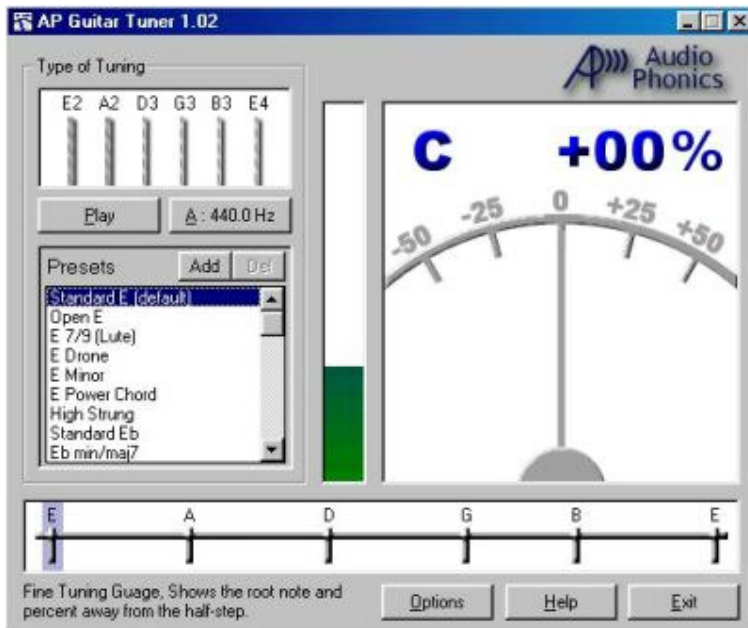 AP Guitar Tuner 1.02
Type of Tuning
E2 A2 D3 G3 B3 E4
Play
A : 440.0 Hz
Presets
Add
Del
Standard E (default)
Open E
E 7/9 (Lute)
E Drone
E Minor
E Power Chord
High Strung
Standard Eb
Eb min/maj7
AP))) Audio
Phonics
C +00%
-50 -25 0 +25 +50
E A D G B E
Fine Tuning Guage, Shows the root note and
percent away from the half-step.
Options
Help
Exit